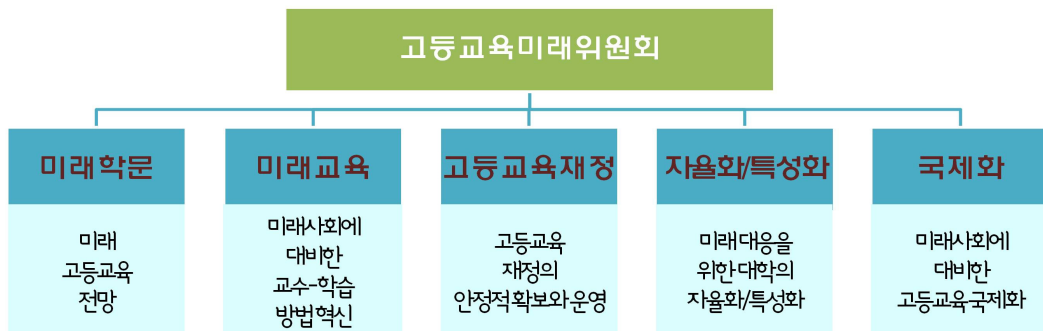 고등교육미래위원회
미래학문
미래교육
고등교육재정
자율화/특성화
국제화
미래
고등교육
전망
미래사회에
대비한
교수-학습
방법혁신
고등교육
재정의
안정적확보와 운영
미래대응을
위한 대학의
자율화/특성화
미래사회에
대비한
고등교육국제화